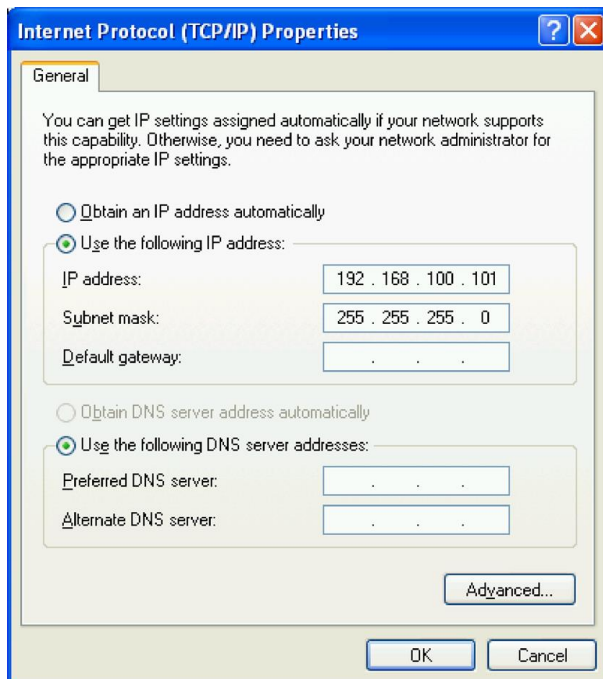 Internet Protocol (TCP/IP) Properties
General
You can get IP settings assigned automatically if your network supports
this capability. Otherwise, you need to ask your network administrator for
the appropriate IP settings.
Obtain an IP address automatically
Use the following IP address:
IP address: 192 . 168 . 100 . 101
Subnet mask: 255 . 255 . 255 . 0
Default gateway: . . .
Obtain DNS server address automatically
Use the following DNS server addresses:
Preferred DNS server: . . .
Alternate DNS server: . . .
Advanced...
OK Cancel